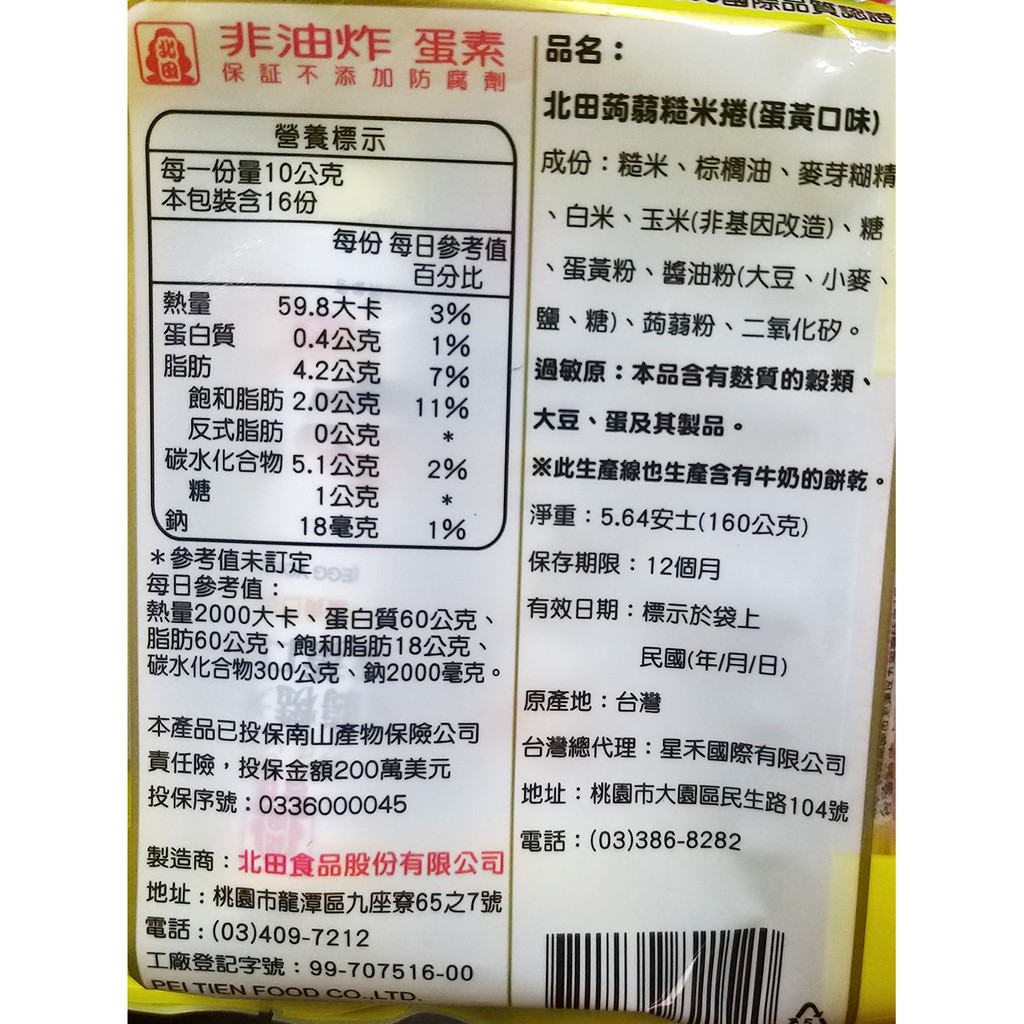 國際品質認證
北田
非油炸 蛋素
保証不添加防腐劑
營養標示
每一份量10公克
本包裝含16份
每份 每日參考值
百分比
熱量 59.8大卡 3%
蛋白質 0.4公克 1%
脂肪 4.2公克 7%
飽和脂肪 2.0公克 11%
反式脂肪 0公克 *
碳水化合物 5.1公克 2%
糖 1公克 *
鈉 18毫克 1%
*參考值未訂定
每日參考值：
熱量2000大卡、蛋白質60公克、
脂肪60公克、飽和脂肪18公克、
碳水化合物300公克、鈉2000毫克。
本產品已投保南山產物保險公司
責任險，投保金額200萬美元
投保序號：0336000045
製造商：北田食品股份有限公司
地址：桃園市龍潭區九座寮65之7號
電話：(03)409-7212
工廠登記字號：99-707516-00
PEI TIEN FOOD CO.,LTD.
品名：
北田蒟蒻糙米捲(蛋黃口味)
成份：糙米、棕櫚油、麥芽糊精
、白米、玉米(非基因改造)、糖
、蛋黃粉、醬油粉(大豆、小麥、
鹽、糖)、蒟蒻粉、二氧化矽。
過敏原：本品含有麩質的穀類、
大豆、蛋及其製品。
※此生產線也生產含有牛奶的餅乾。
淨重：5.64安士(160公克)
保存期限：12個月
有效日期：標示於袋上
民國(年/月/日)
原產地：台灣
台灣總代理：星禾國際有限公司
地址：桃園市大園區民生路104號
電話：(03)386-8282